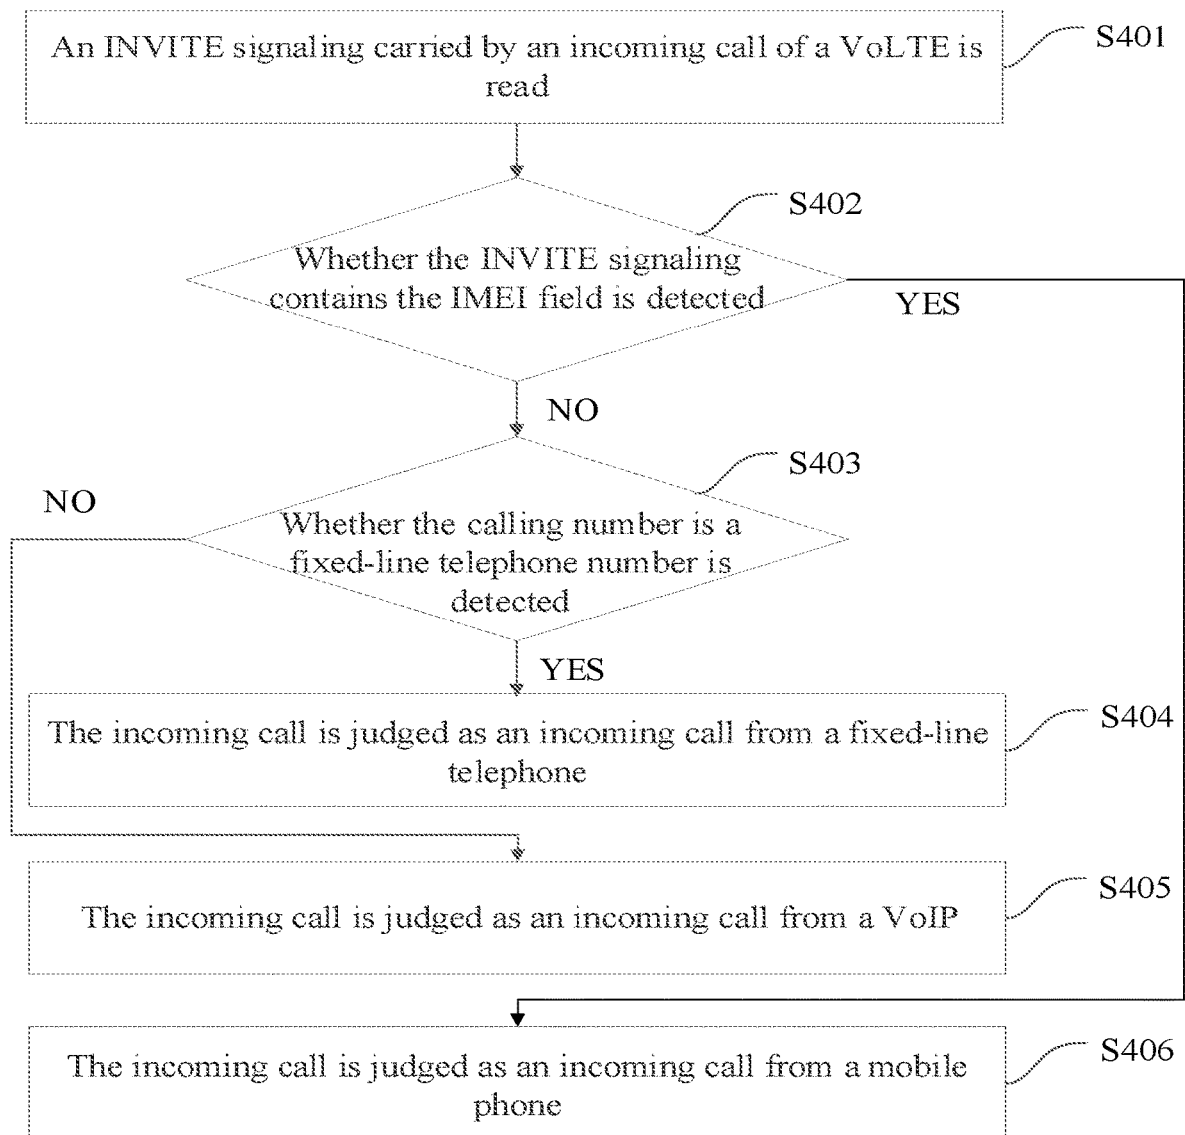 An INVITE signaling carried by an incoming call of a VoLTE is
read
S401
S402
Whether the INVITE signaling
contains the IMEI field is detected
YES
NO
S403
NO
Whether the calling number is a
fixed-line telephone number is
detected
YES
The incoming call is judged as an incoming call from a fixed-line
telephone
S404
The incoming call is judged as an incoming call from a VoIP
S405
The incoming call is judged as an incoming call from a mobile
phone
S406